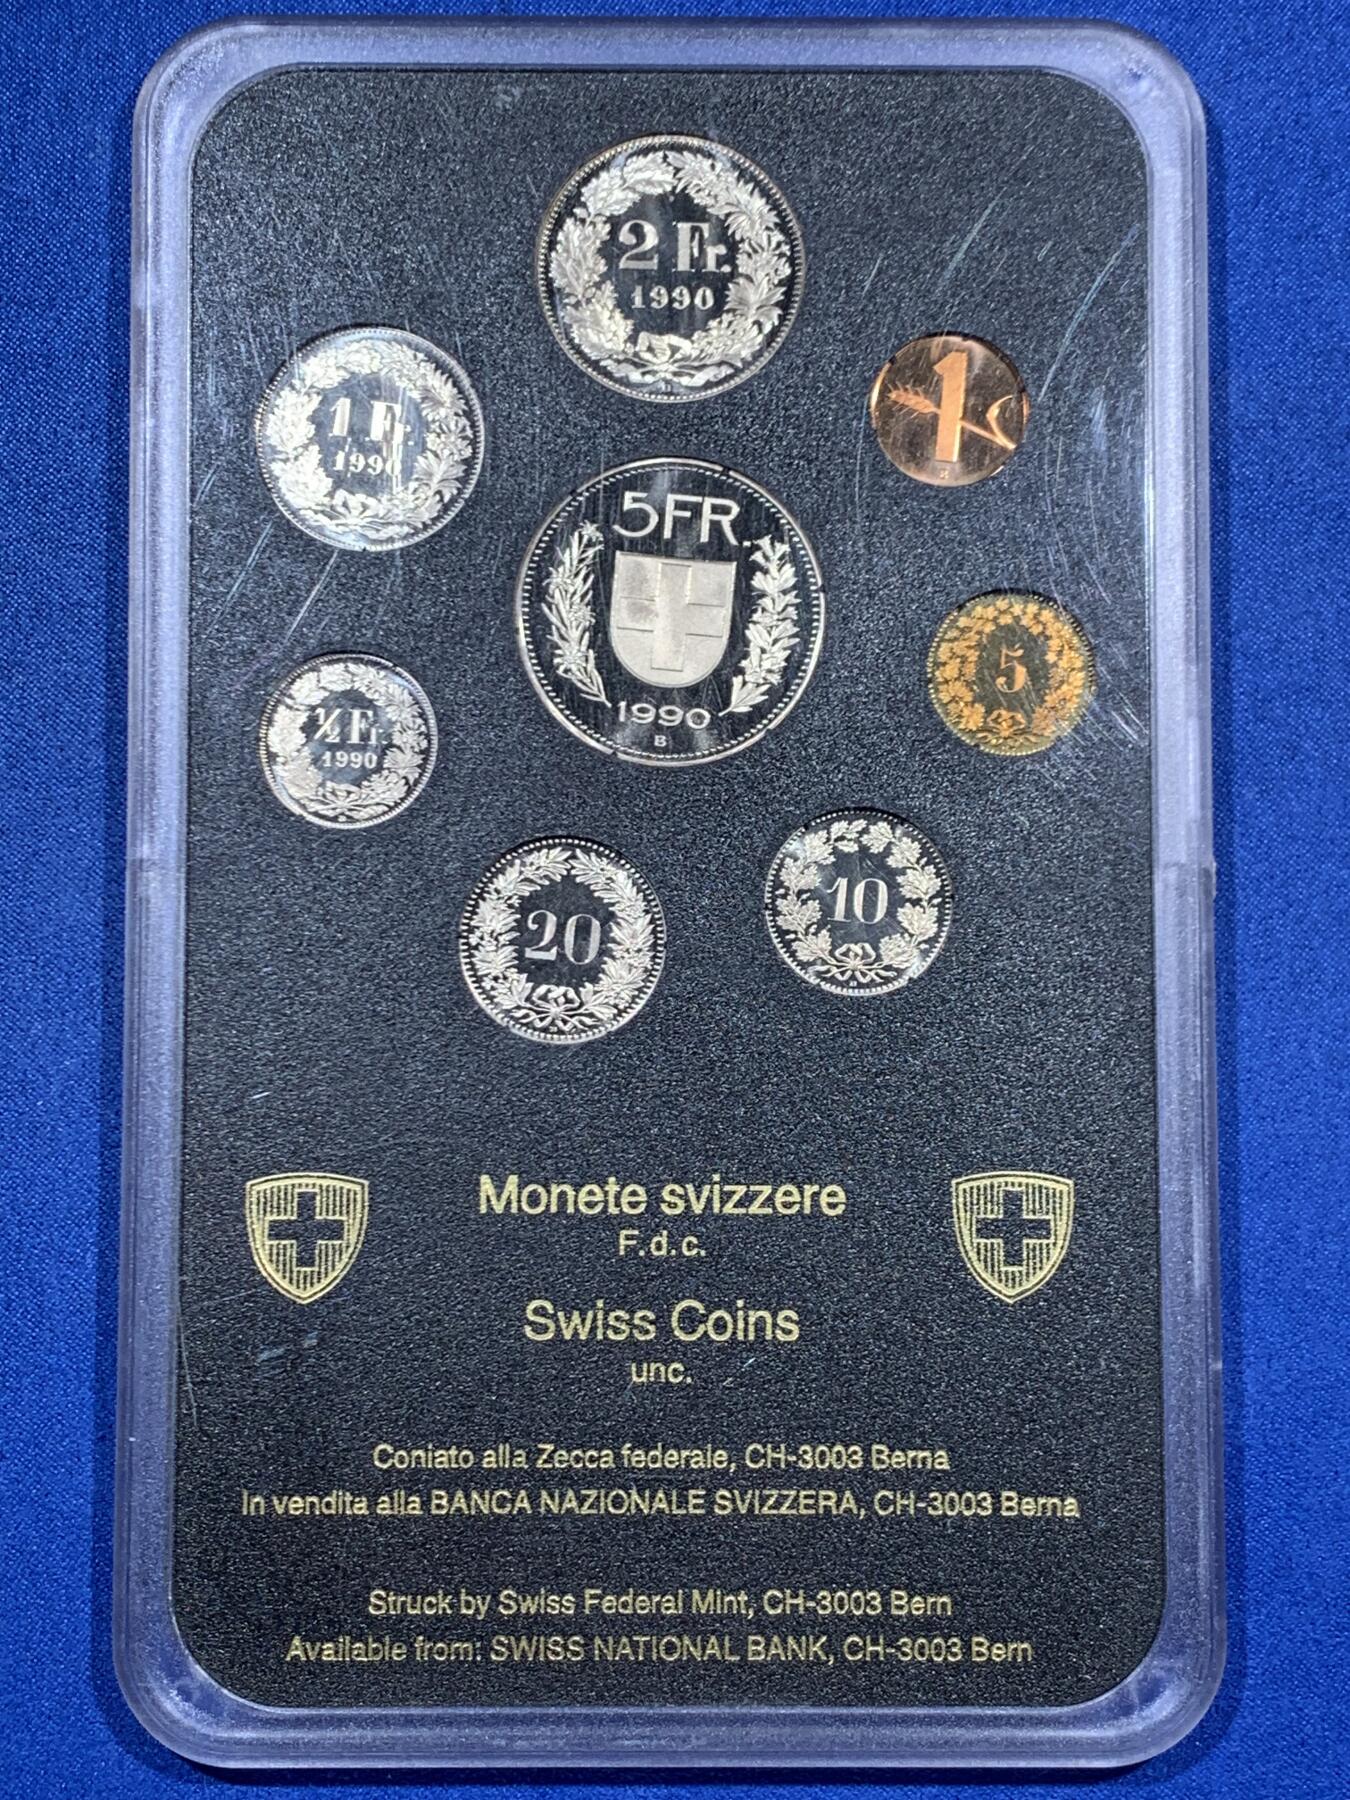 2 Fr.
1990
1 Fr.
1990
1
5FR.
1990
B
5
½ Fr.
1990
20
10
Monete svizzere
F.d.c.
Swiss Coins
unc.
Coniato alla Zecca federale, CH-3003 Berna
In vendita alla BANCA NAZIONALE SVIZZERA, CH-3003 Berna
Struck by Swiss Federal Mint, CH-3003 Bern
Available from: SWISS NATIONAL BANK, CH-3003 Bern